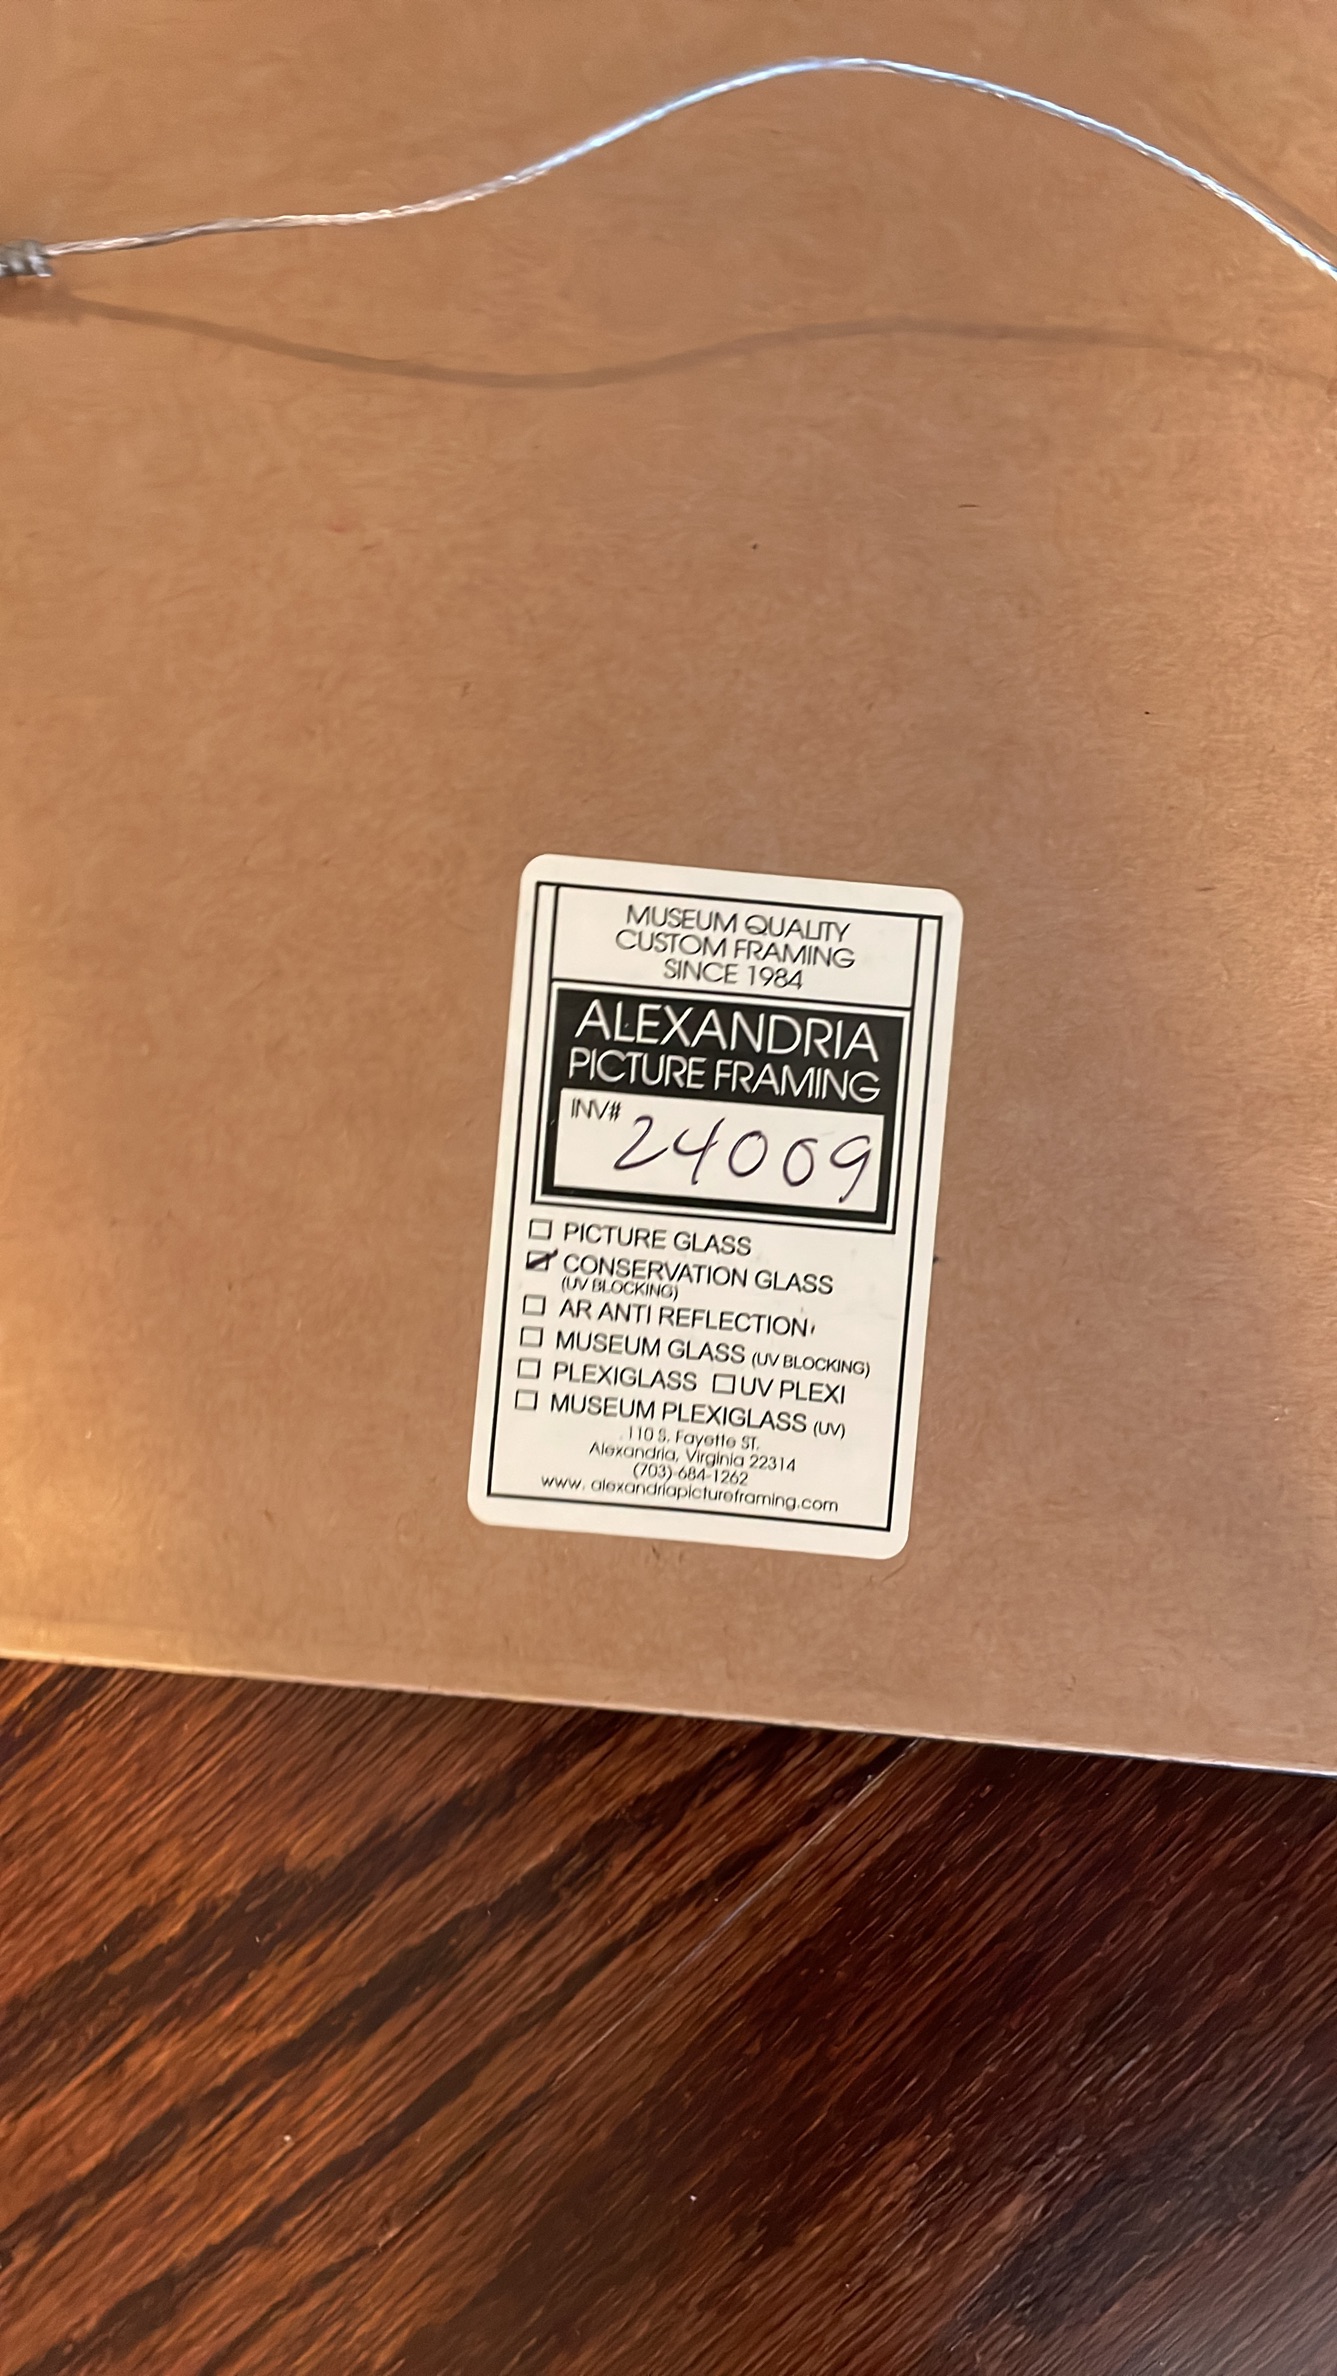 MUSEUM QUALITY
CUSTOM FRAMING
SINCE 1984
ALEXANDRIA
PICTURE FRAMING
INV#
24009
PICTURE GLASS
CONSERVATION GLASS
(UV BLOCKING)
AR ANTI REFLECTION
MUSEUM GLASS (UV BLOCKING)
PLEXIGLASS UV PLEXI
MUSEUM PLEXIGLASS (UV)
110 S. Fayette ST.
Alexandria, Virginia 22314
(703)-684-1262
www. alexandriapictureframing.com